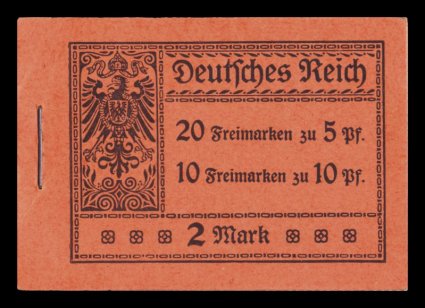 Deutsches Reich
20 Freimarken zu 5 Pf.
10 Freimarken zu 10 Pf.
2 Mark